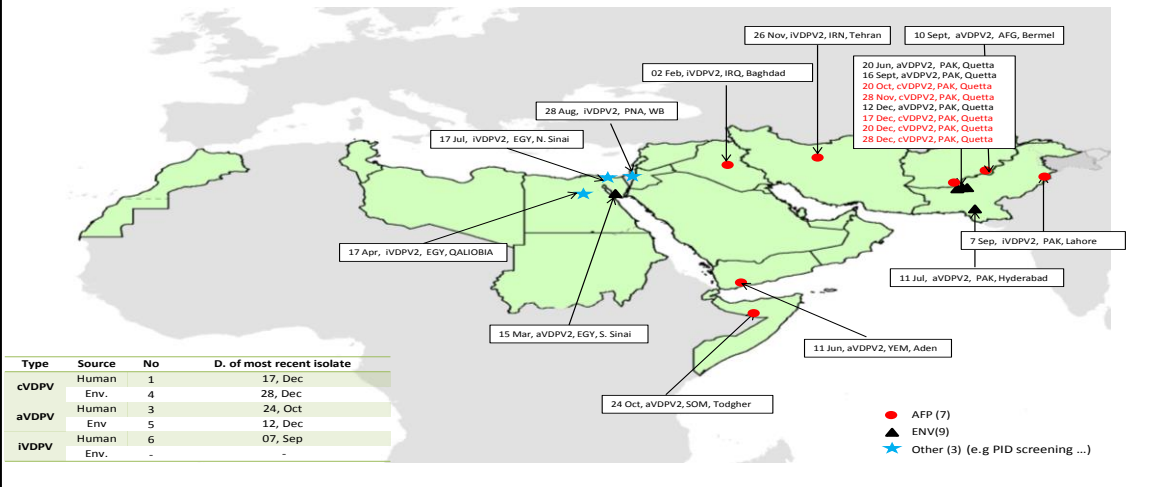 26 Nov, iVDPV2, IRN, Tehran
10 Sept, aVDPV2, AFG, Bermel
02 Feb, iVDPV2, IRQ, Baghdad
20 Jun, aVDPV2, PAK, Quetta
16 Sept, aVDPV2, PAK, Quetta
20 Oct, cVDPV2, PAK, Quetta
28 Nov, cVDPV2, PAK, Quetta
12 Dec, aVDPV2, PAK, Quetta
17 Dec, cVDPV2, PAK, Quetta
20 Dec, cVDPV2, PAK, Quetta
28 Dec, cVDPV2, PAK, Quetta
28 Aug, iVDPV2, PNA, WB
17 Jul, iVDPV2, EGY, N. Sinai
17 Apr, iVDPV2, EGY, QALIOBIA
7 Sep, iVDPV2, PAK, Lahore
11 Jul, aVDPV2, PAK, Hyderabad
15 Mar, aVDPV2, EGY, S. Sinai
11 Jun, aVDPV2, YEM, Aden
24 Oct, aVDPV2, SOM, Todgher
Type Source No D. of most recent isolate
cVDPV Human 1 17, Dec
Env. 4 28, Dec
aVDPV Human 3 24, Oct
Env 5 12, Dec
iVDPV Human 6 07, Sep
Env. - -
AFP (7)
ENV(9)
Other (3) (e.g PID screening ...)